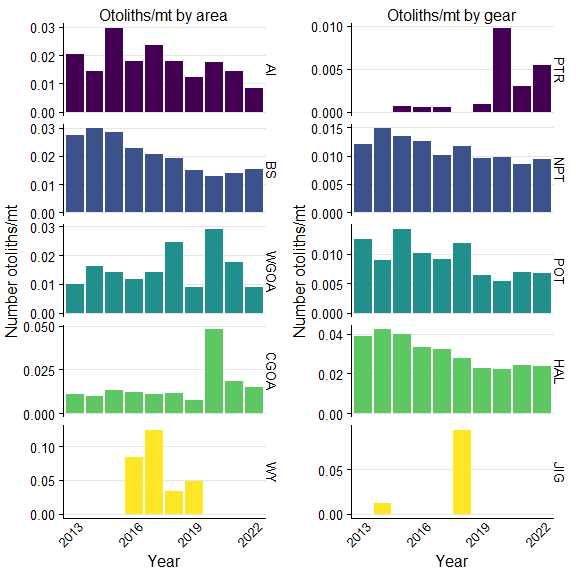 Otoliths/mt by area
Otoliths/mt by gear
Number otoliths/mt
0.03
0.02
0.01
0.00
AI
0.03
0.02
0.01
0.00
BS
0.03
0.02
0.01
0.00
WGOA
0.050
0.025
0.000
CGOA
0.10
0.05
0.00
WY
2013
2016
2019
2022
Year
Number otoliths/mt
0.010
0.005
0.000
PTR
0.015
0.010
0.005
0.000
NPT
0.010
0.005
0.000
POT
0.04
0.02
0.00
HAL
0.05
0.00
JIG
2013
2016
2019
2022
Year